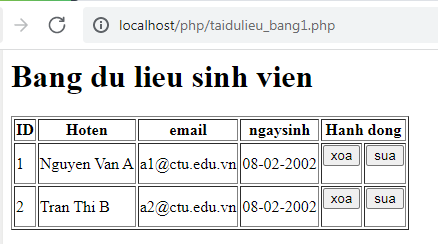 localhost/php/taidulieu_bang1.php
Bang du lieu sinh vien
ID Hoten email ngaysinh Hanh dong
1 Nguyen Van A a1@ctu.edu.vn 08-02-2002 xoa sua
2 Tran Thi B a2@ctu.edu.vn 08-02-2002 xoa sua